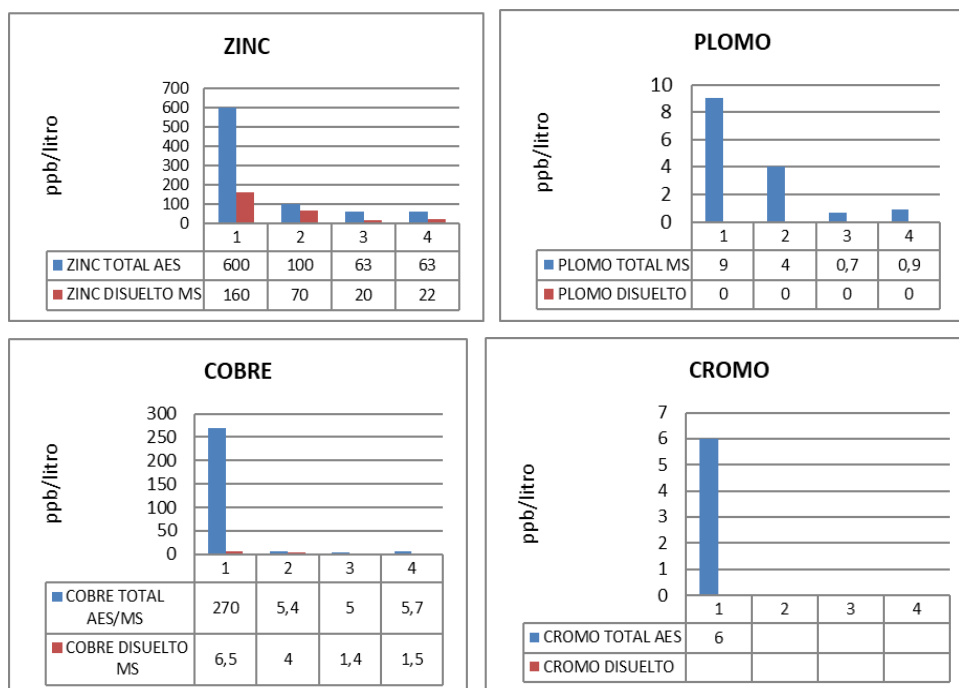 ZINC
ppb/litro
700
600
500
400
300
200
100
0
1 2 3 4
ZINC TOTAL AES 600 100 63 63
ZINC DISUELTO MS 160 70 20 22
PLOMO
ppb/litro
10
8
6
4
2
0
1 2 3 4
PLOMO TOTAL MS 9 4 0,7 0,9
PLOMO DISUELTO 0 0 0 0
COBRE
ppb/litro
300
250
200
150
100
50
0
1 2 3 4
COBRE TOTAL
AES/MS 270 5,4 5 5,7
COBRE DISUELTO
MS 6,5 4 1,4 1,5
CROMO
ppb/litro
7
6
5
4
3
2
1
0
1 2 3 4
CROMO TOTAL AES 6
CROMO DISUELTO